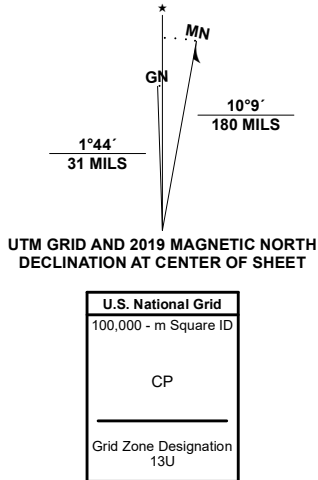 ★
MN
GN
10°9´
180 MILS
1°44´
31 MILS
UTM GRID AND 2019 MAGNETIC NORTH
DECLINATION AT CENTER OF SHEET
U.S. National Grid
100,000 - m Square ID
CP
Grid Zone Designation
13U